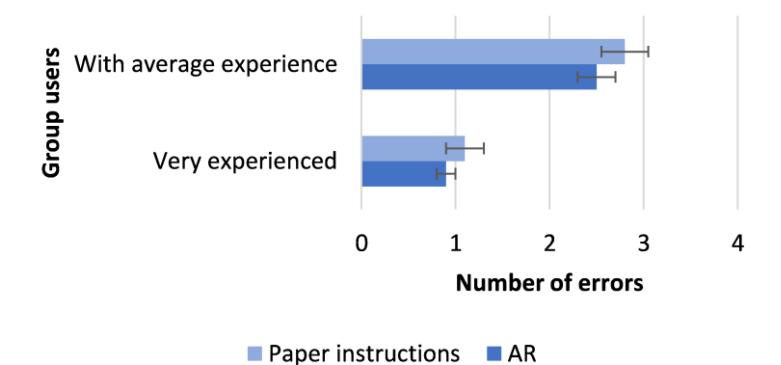 Group users
With average experience
Very experienced
0 1 2 3 4
Number of errors
Paper instructions AR